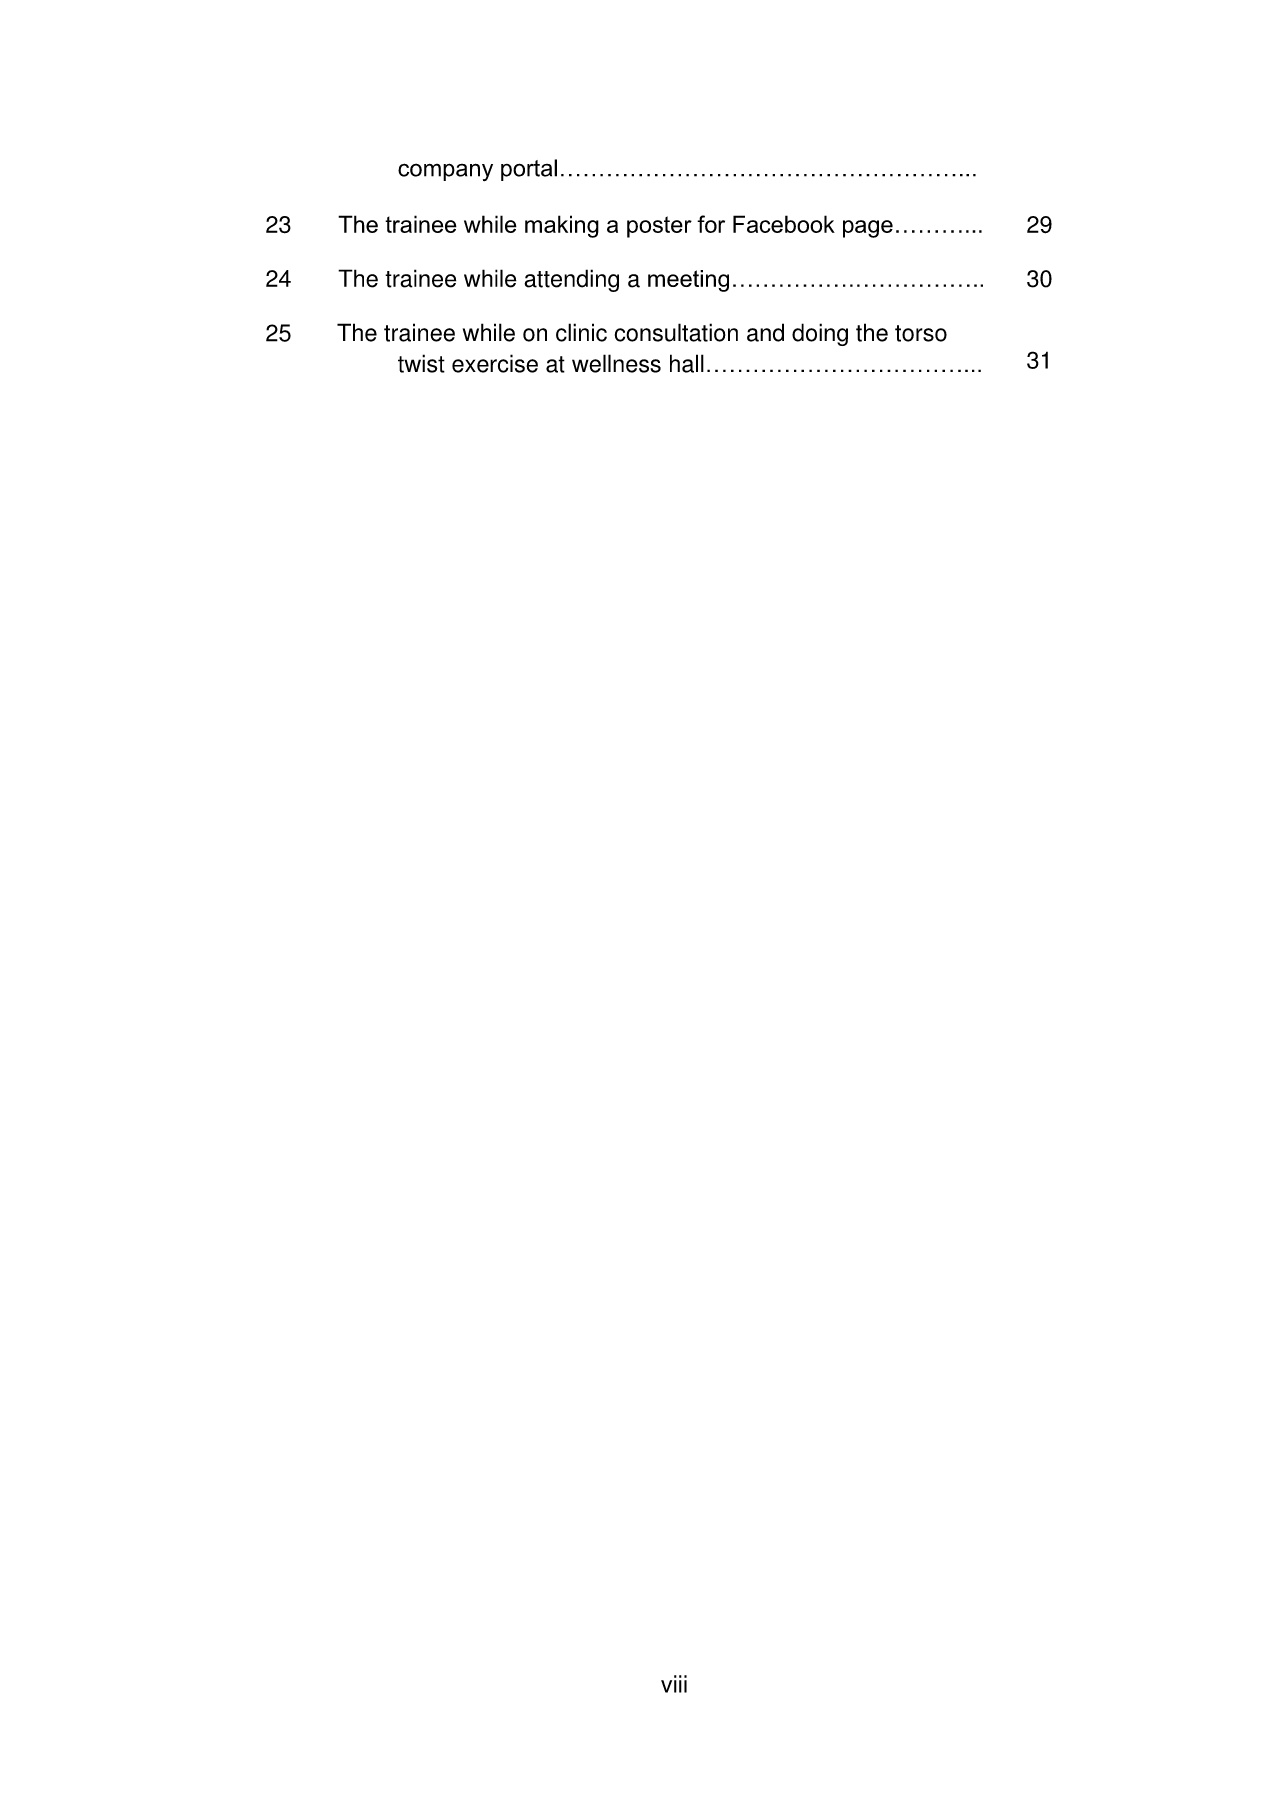 company portal……………………………………………...
23 The trainee while making a poster for Facebook page………... 29
24 The trainee while attending a meeting…………….…………….. 30
25 The trainee while on clinic consultation and doing the torso
twist exercise at wellness hall……………………………... 31
viii